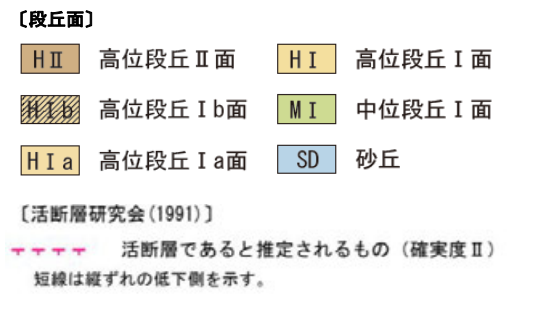 〔段丘面〕
HⅡ 高位段丘Ⅱ面 HⅠ 高位段丘Ⅰ面
HⅠb 高位段丘Ⅰb面 MⅠ 中位段丘Ⅰ面
HⅠa 高位段丘Ⅰa面 SD 砂丘
〔活断層研究会(1991)〕
活断層であると推定されるもの（確実度Ⅱ）
短線は縦ずれの低下側を示す。